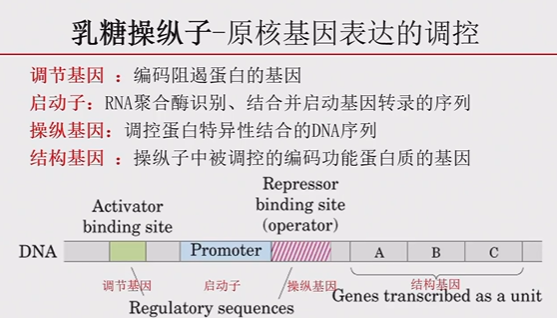 乳糖操纵子-原核基因表达的调控
调节基因 ：编码阻遏蛋白的基因
启动子：RNA聚合酶识别、结合并启动基因转录的序列
操纵基因：调控蛋白特异性结合的DNA序列
结构基因 ：操纵子中被调控的编码功能蛋白质的基因
Repressor
binding site
(operator)
Activator
binding site
DNA
Promoter
A B C
调节基因 启动子 操纵基因 结构基因
Genes transcribed as a unit
Regulatory sequences